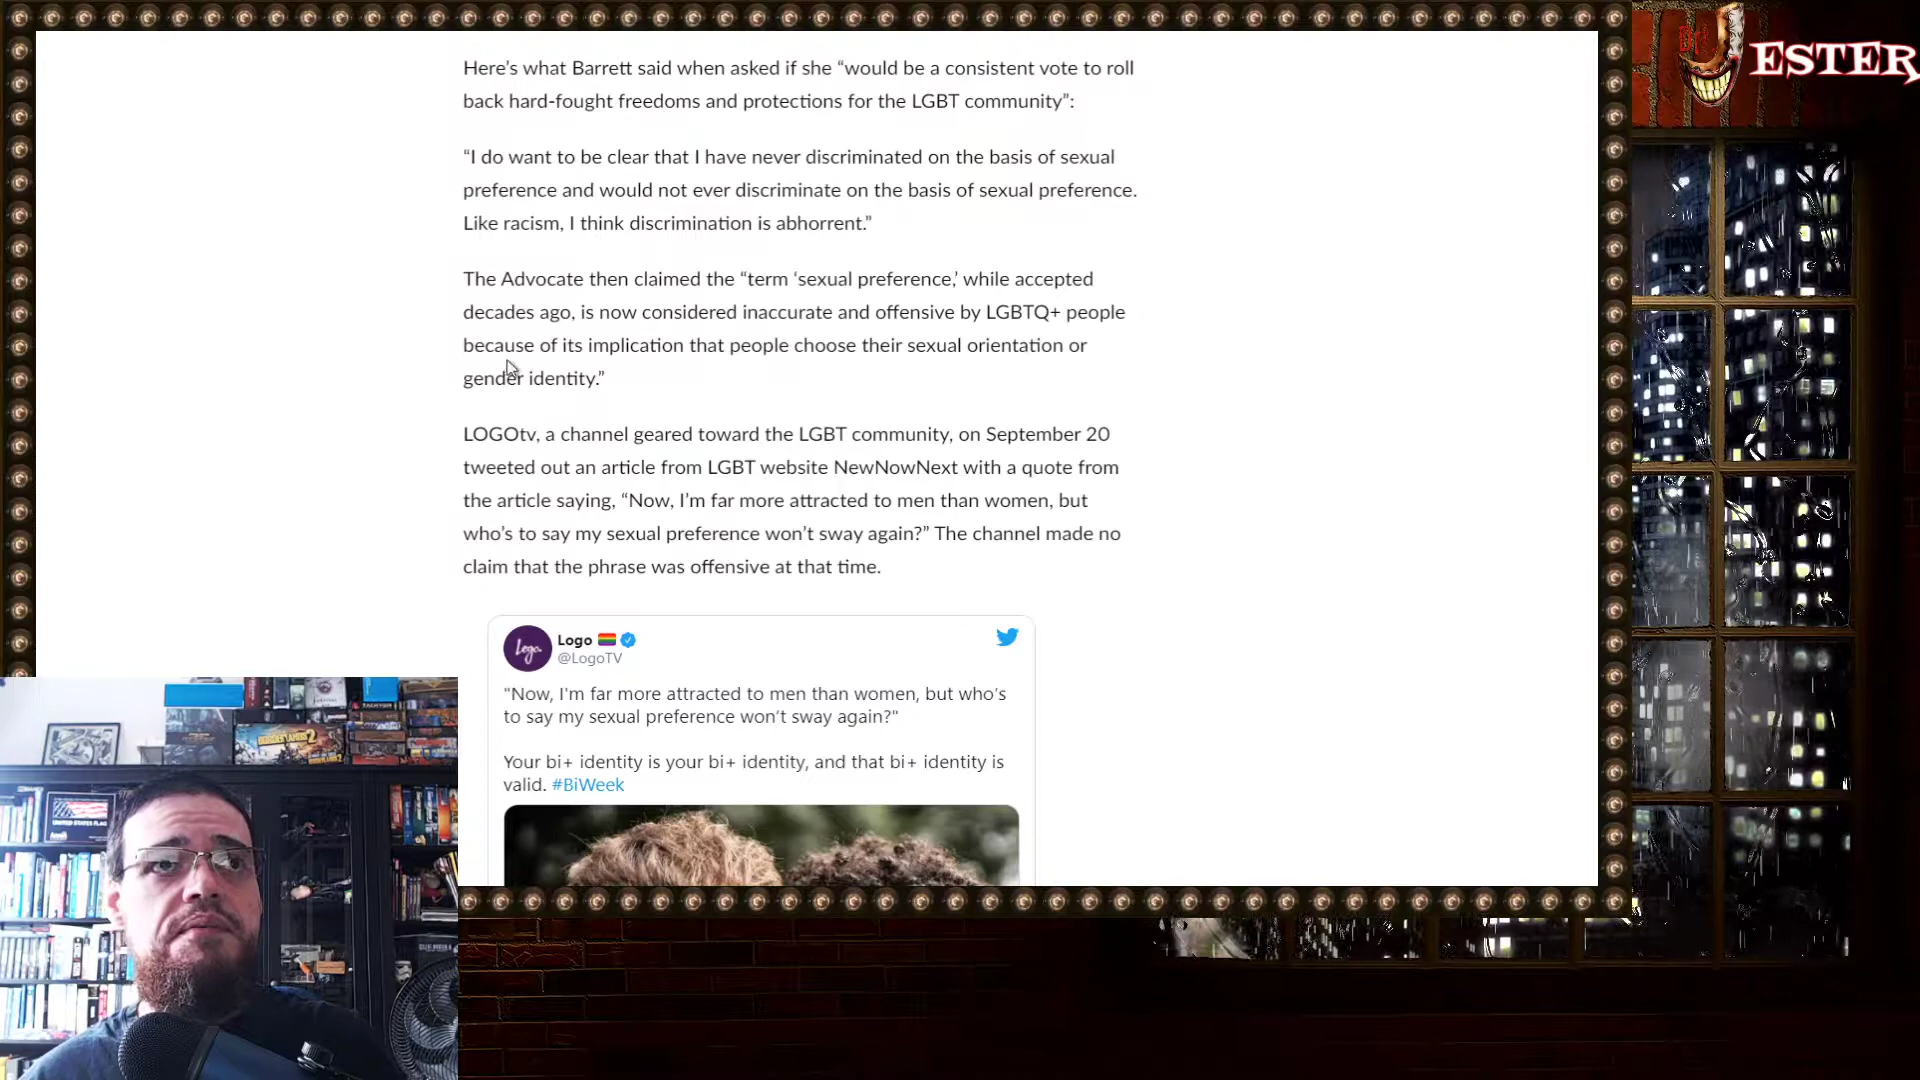 Here’s what Barrett said when asked if she “would be a consistent vote to roll
back hard-fought freedoms and protections for the LGBT community”:
“I do want to be clear that I have never discriminated on the basis of sexual
preference and would not ever discriminate on the basis of sexual preference.
Like racism, I think discrimination is abhorrent.”
The Advocate then claimed the “term ‘sexual preference,’ while accepted
decades ago, is now considered inaccurate and offensive by LGBTQ+ people
because of its implication that people choose their sexual orientation or
gender identity.”
LOGOtv, a channel geared toward the LGBT community, on September 20
tweeted out an article from LGBT website NewNowNext with a quote from
the article saying, “Now, I’m far more attracted to men than women, but
who’s to say my sexual preference won’t sway again?” The channel made no
claim that the phrase was offensive at that time.
Logo
@LogoTV
"Now, I'm far more attracted to men than women, but who's
to say my sexual preference won't sway again?"
Your bi+ identity is your bi+ identity, and that bi+ identity is
valid. #BiWeek
Logo.
JESTER
BORDERLANDS 2
UNITED STATES FLAG